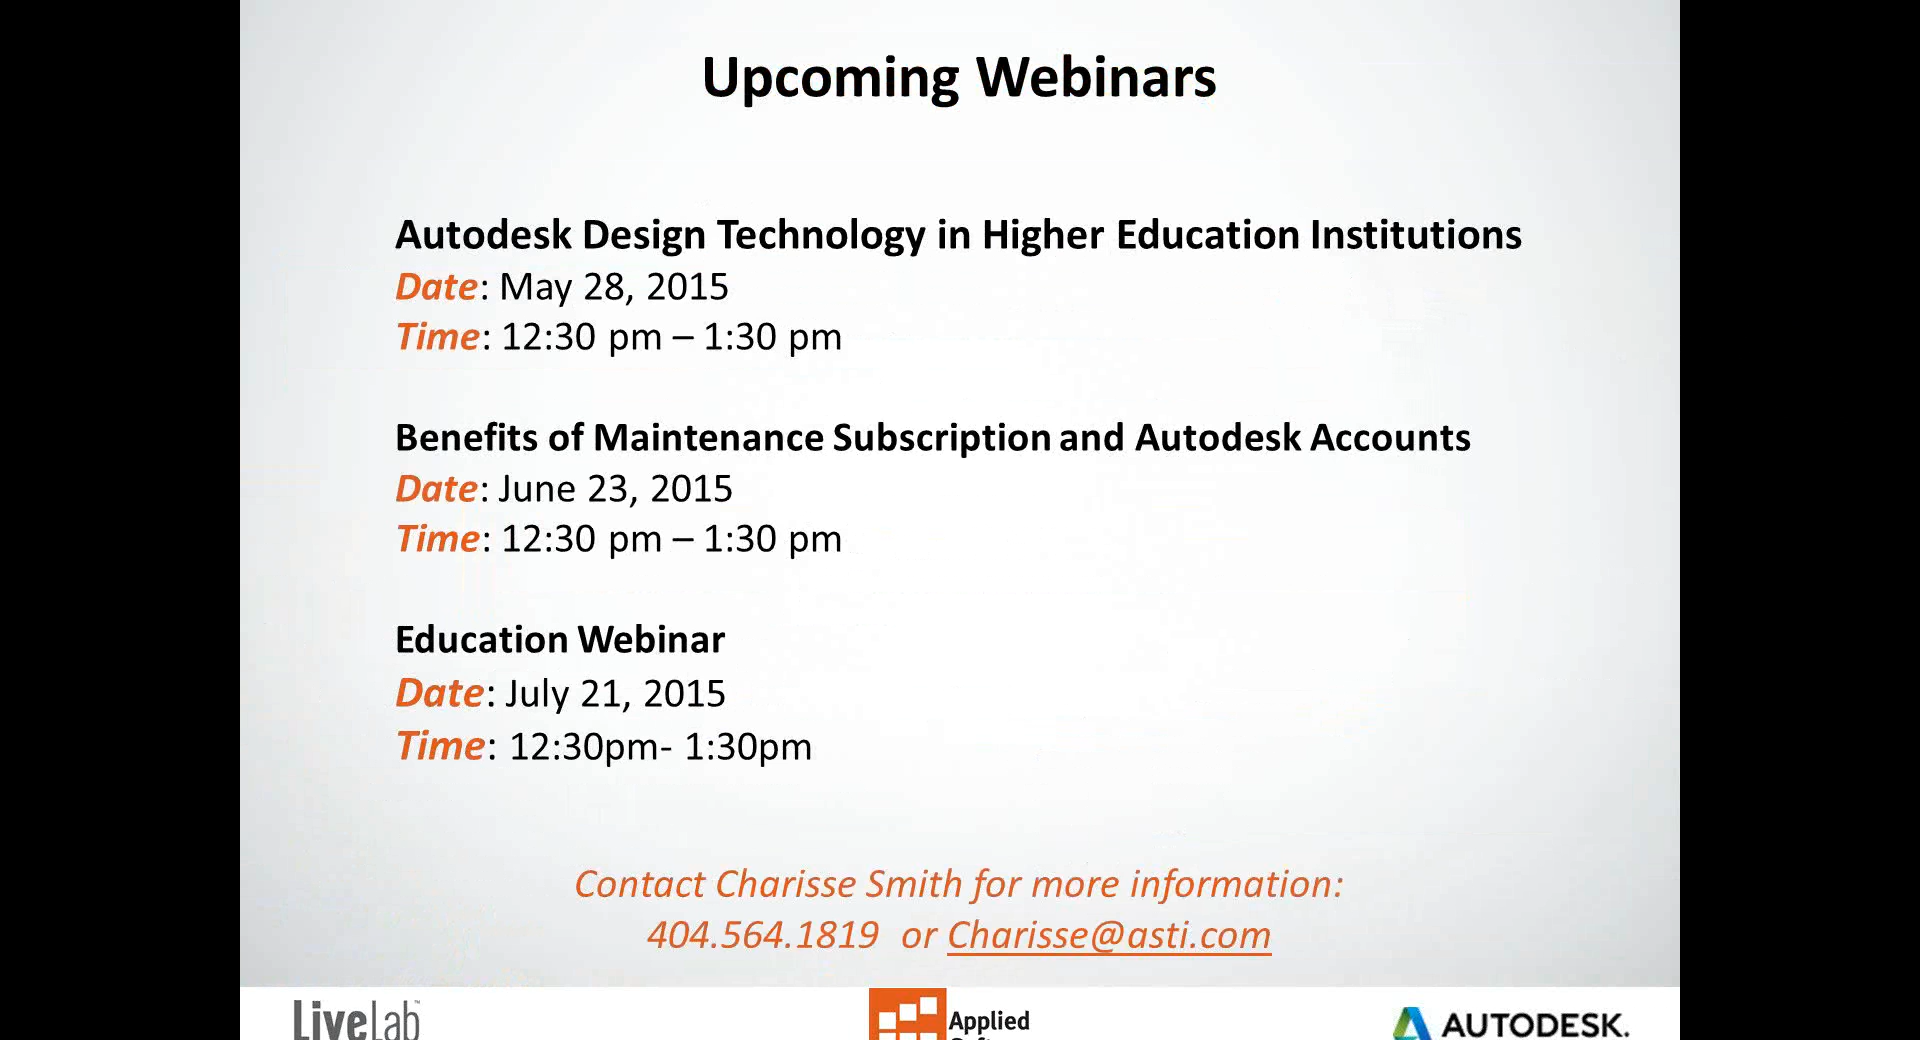 Upcoming Webinars
Autodesk Design Technology in Higher Education Institutions
Date: May 28, 2015
Time: 12:30 pm – 1:30 pm
Benefits of Maintenance Subscription and Autodesk Accounts
Date: June 23, 2015
Time: 12:30 pm – 1:30 pm
Education Webinar
Date: July 21, 2015
Time: 12:30pm- 1:30pm
Contact Charisse Smith for more information:
404.564.1819 or Charisse@asti.com
LiveLab™
Applied
AUTODESK.